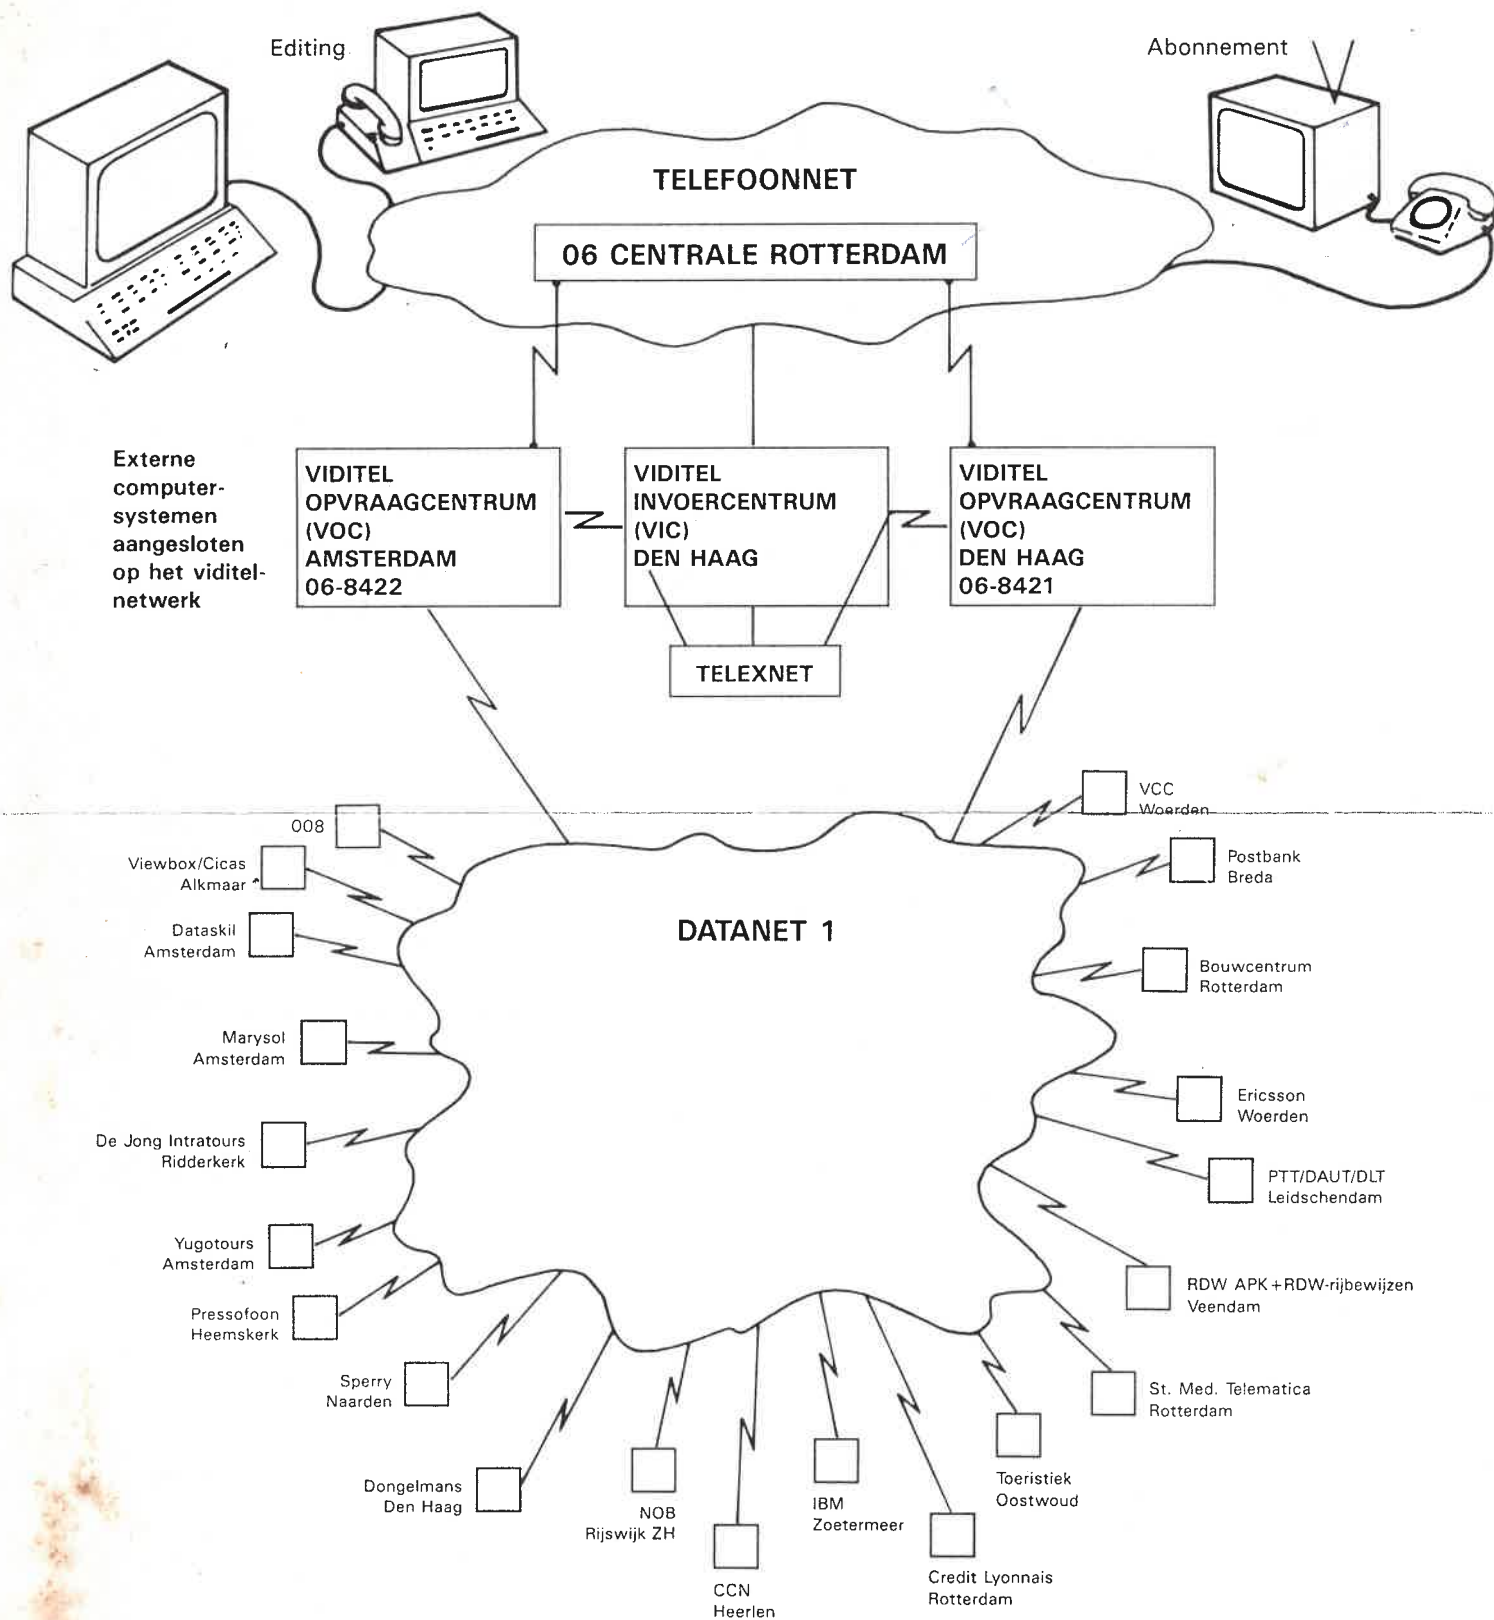 Editing
Abonnement
TELEFOONNET
06 CENTRALE ROTTERDAM
Externe
computer-
systemen
aangesloten
op het viditel-
netwerk
VIDITEL
OPVRAAGCENTRUM
(VOC)
AMSTERDAM
06-8422
VIDITEL
INVOERCENTRUM
(VIC)
DEN HAAG
VIDITEL
OPVRAAGCENTRUM
(VOC)
DEN HAAG
06-8421
TELEXNET
DATANET 1
008
Viewbox/Cicas
Alkmaar
Dataskil
Amsterdam
Marysol
Amsterdam
De Jong Intratours
Ridderkerk
Yugotours
Amsterdam
Pressofoon
Heemskerk
Sperry
Naarden
Dongelmans
Den Haag
NOB
Rijswijk ZH
CCN
Heerlen
IBM
Zoetermeer
Credit Lyonnais
Rotterdam
Toeristiek
Oostwoud
St. Med. Telematica
Rotterdam
RDW APK+RDW-rijbewijzen
Veendam
PTT/DAUT/DLT
Leidschendam
Ericsson
Woerden
Bouwcentrum
Rotterdam
Postbank
Breda
VCC
Woerden